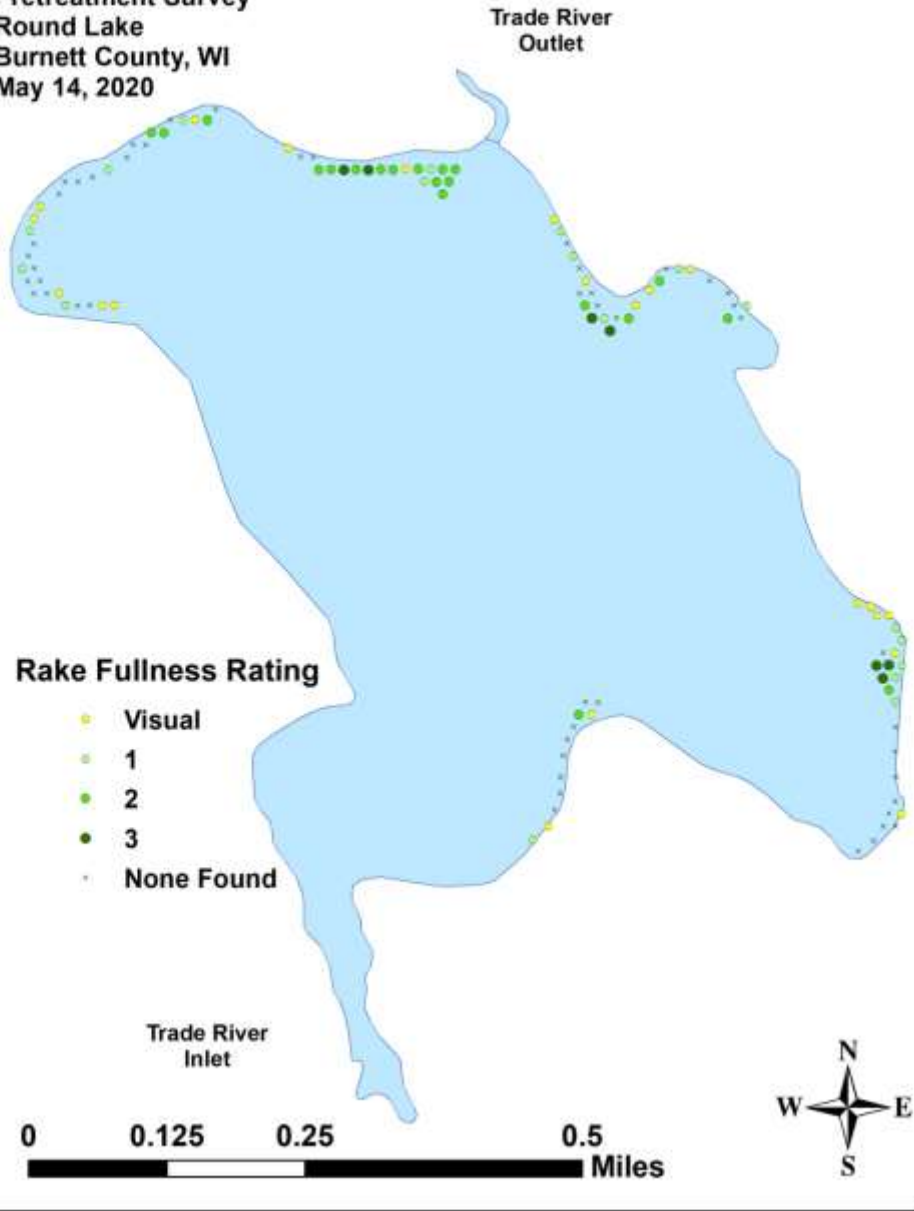 Round Lake
Burnett County, WI
May 14, 2020
Trade River
Outlet
Rake Fullness Rating
Visual
1
2
3
None Found
Trade River
Inlet
N
W
E
S
0
0.125
0.25
0.5
Miles